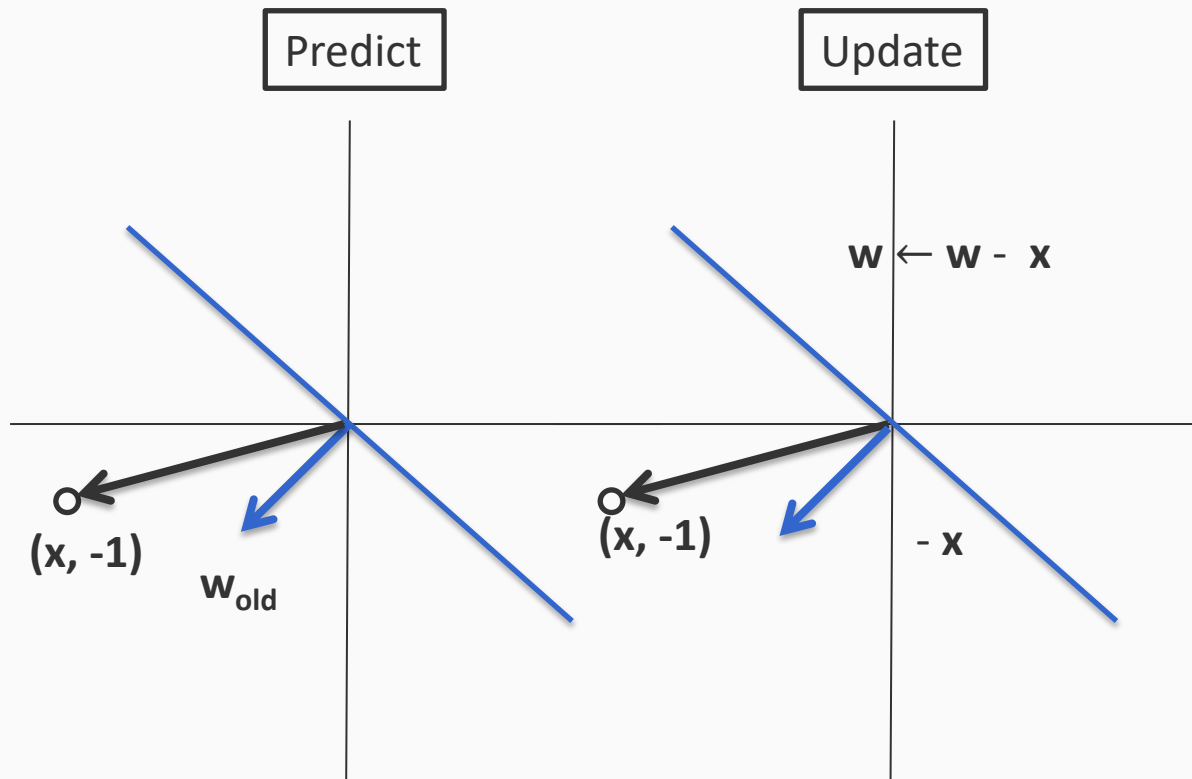 Predict
(x, -1)
w_old
Update
w ← w - x
(x, -1)
- x